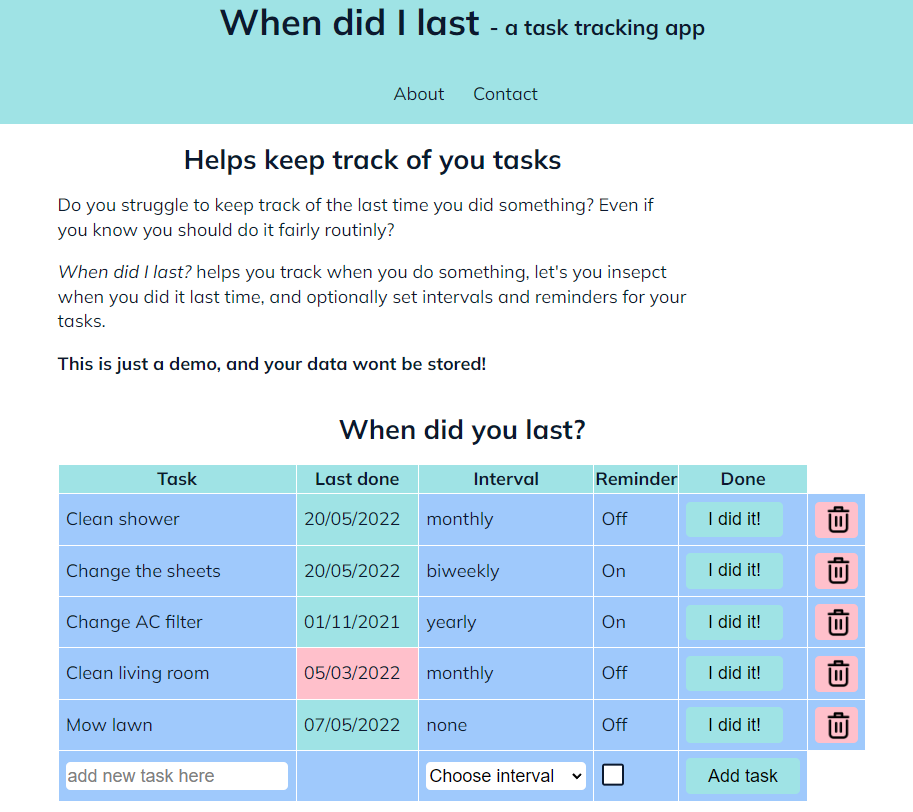 When did I last - a task tracking app
About Contact
Helps keep track of you tasks
Do you struggle to keep track of the last time you did something? Even if
you know you should do it fairly routinly?
When did I last? helps you track when you do something, let's you insepct
when you did it last time, and optionally set intervals and reminders for your
tasks.
This is just a demo, and your data wont be stored!
When did you last?
Task Last done Interval Reminder Done
Clean shower 20/05/2022 monthly Off I did it!
Change the sheets 20/05/2022 biweekly On I did it!
Change AC filter 01/11/2021 yearly On I did it!
Clean living room 05/03/2022 monthly Off I did it!
Mow lawn 07/05/2022 none Off I did it!
add new task here Choose interval Add task